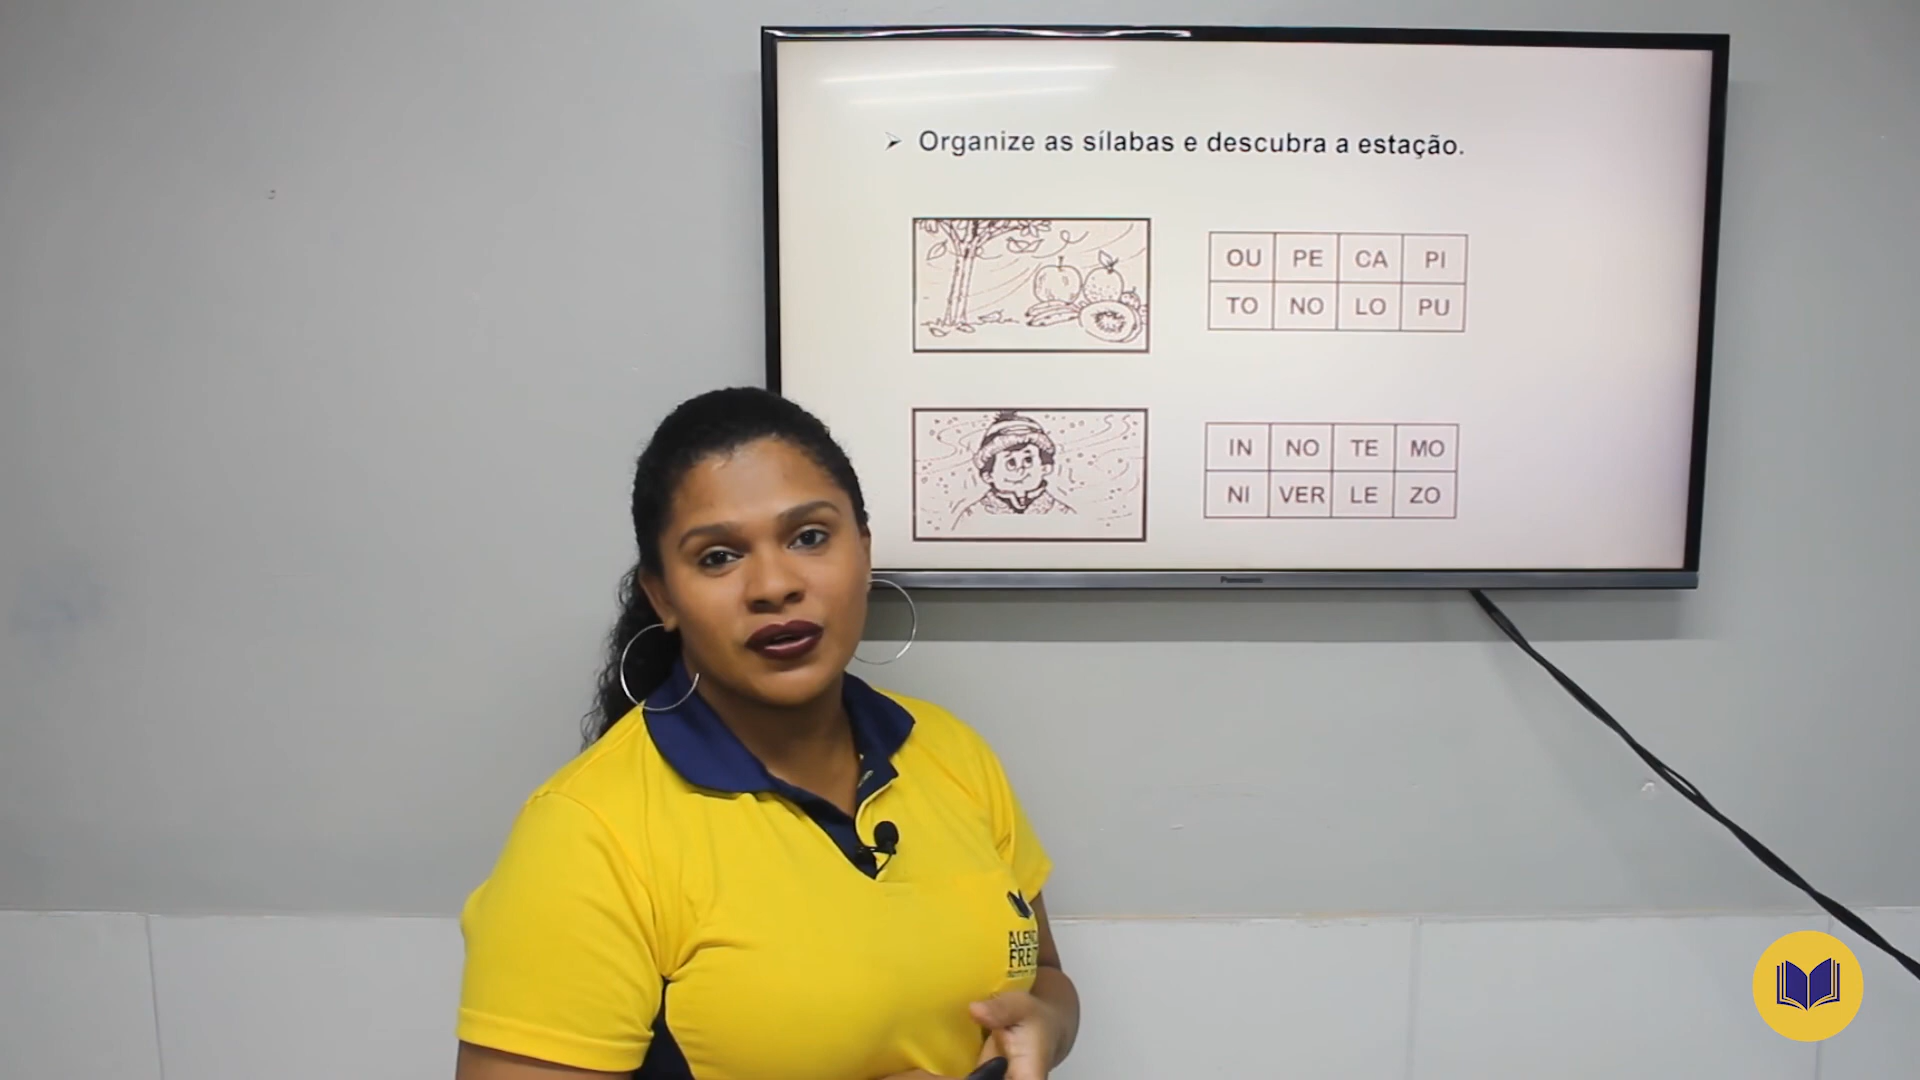 ➢ Organize as sílabas e descubra a estação.
OU PE CA PI
TO NO LO PU
IN NO TE MO
NI VER LE ZO
Panasonic